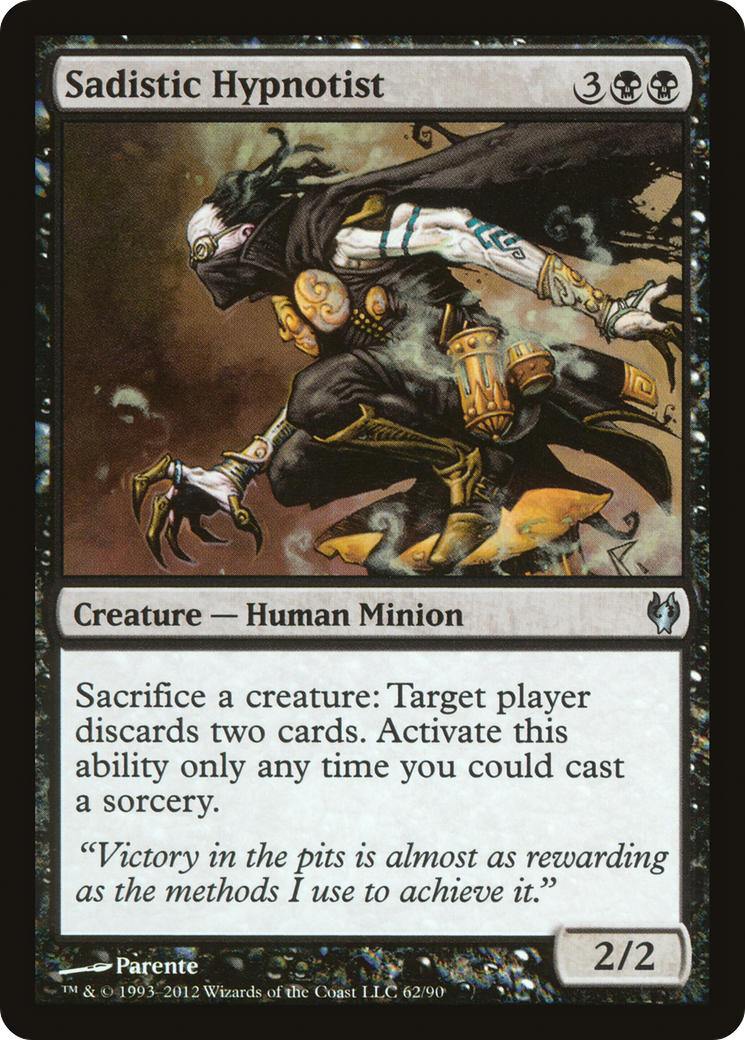 Sadistic Hypnotist 3
Creature — Human Minion
Sacrifice a creature: Target player
discards two cards. Activate this
ability only any time you could cast
a sorcery.
“Victory in the pits is almost as rewarding
as the methods I use to achieve it.”
2/2
Parente
™ & © 1993–2012 Wizards of the Coast LLC 62/90